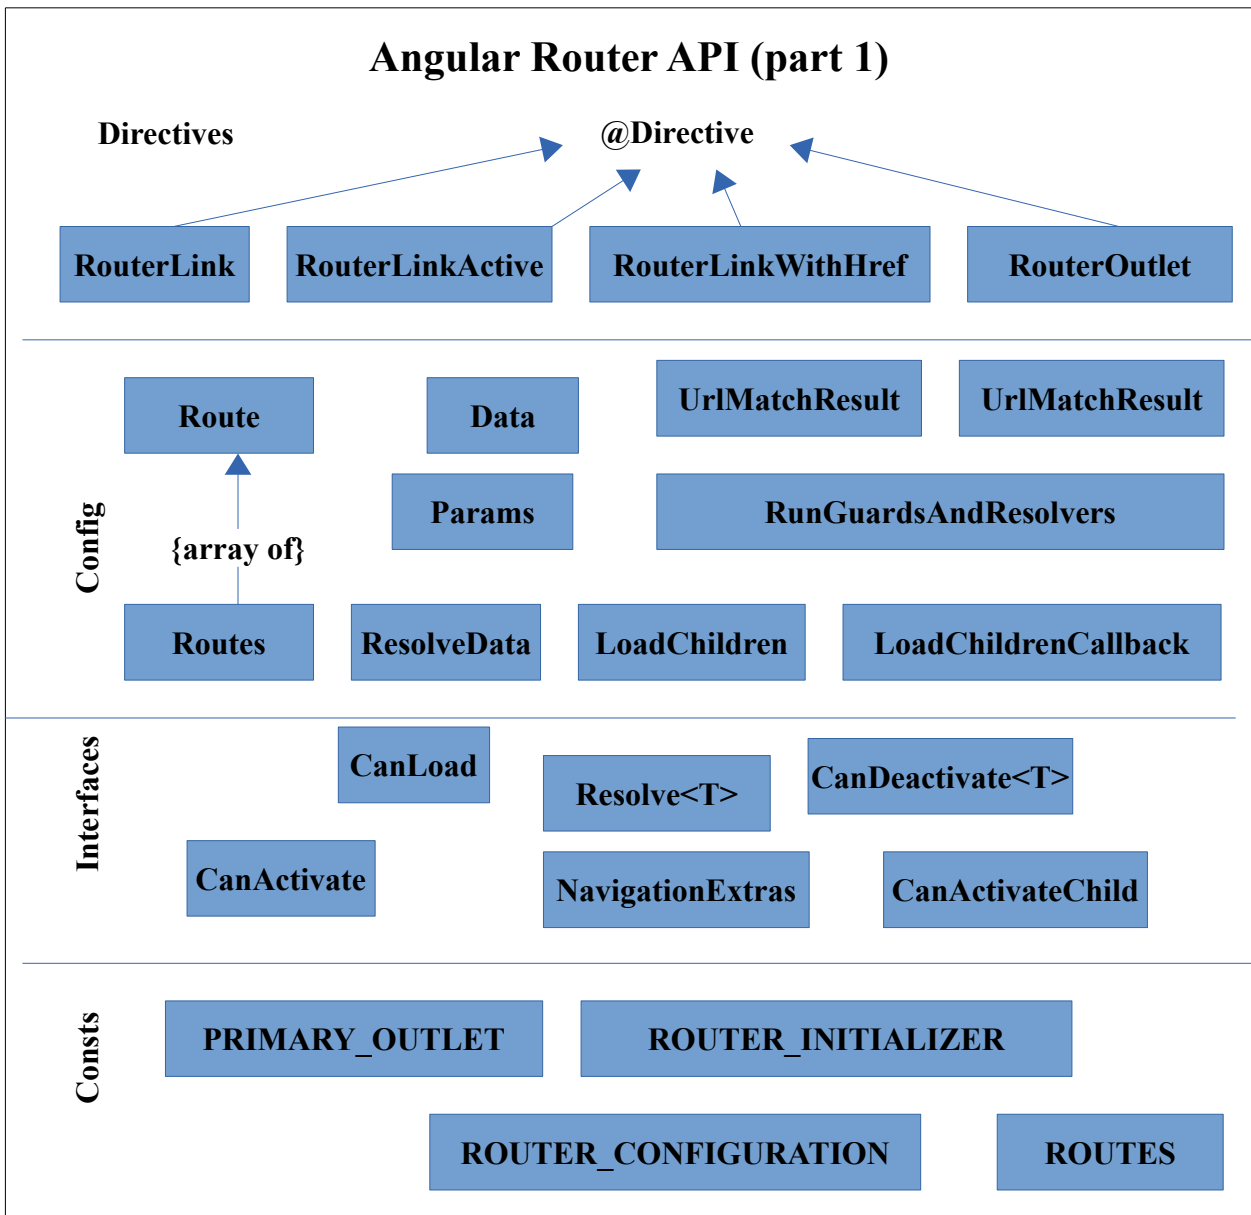 Angular Router API (part 1)
Directives
@Directive
RouterLink
RouterLinkActive
RouterLinkWithHref
RouterOutlet
Config
Route
Data
UrlMatchResult
UrlMatchResult
Params
RunGuardsAndResolvers
{array of}
Routes
ResolveData
LoadChildren
LoadChildrenCallback
Interfaces
CanLoad
Resolve<T>
CanDeactivate<T>
CanActivate
NavigationExtras
CanActivateChild
Consts
PRIMARY_OUTLET
ROUTER_INITIALIZER
ROUTER_CONFIGURATION
ROUTES